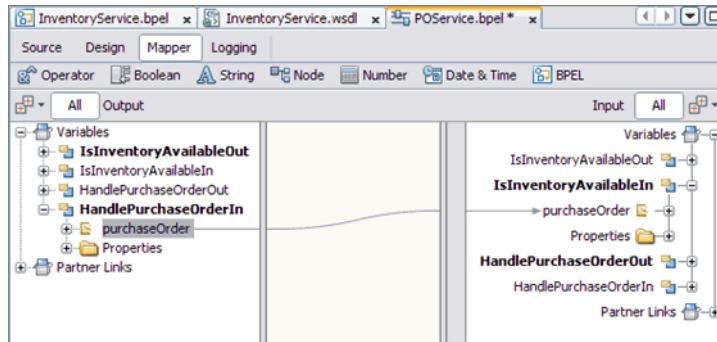 InventoryService.bpel x InventoryService.wsdl x POService.bpel * x
Source Design Mapper Logging
Operator Boolean String Node Number Date & Time BPEL
All Output Input All
Variables Variables
IsInventoryAvailableOut IsInventoryAvailableOut
IsInventoryAvailableIn IsInventoryAvailableIn
HandlePurchaseOrderOut purchaseOrder
HandlePurchaseOrderIn Properties
purchaseOrder HandlePurchaseOrderOut
Properties HandlePurchaseOrderIn
Partner Links Partner Links